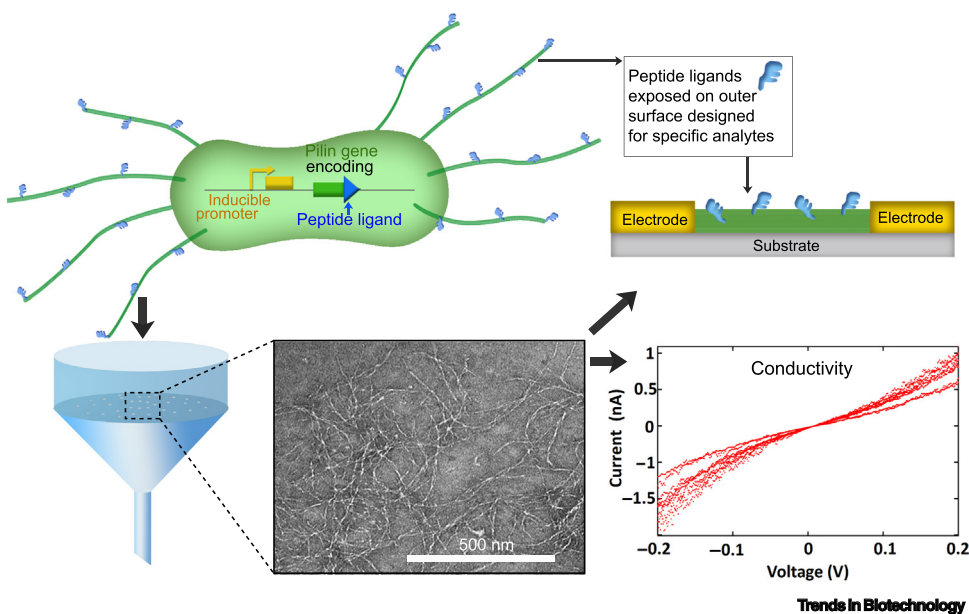 Peptide ligands
exposed on outer
surface designed
for specific analytes
Pilin gene
encoding
Inducible
promoter
Peptide ligand
Electrode
Electrode
Substrate
500 nm
Conductivity
Current (nA)
1
0.5
0
−1
−1.5
−0.2
−0.1
0
0.1
0.2
Voltage (V)
Trends in Biotechnology